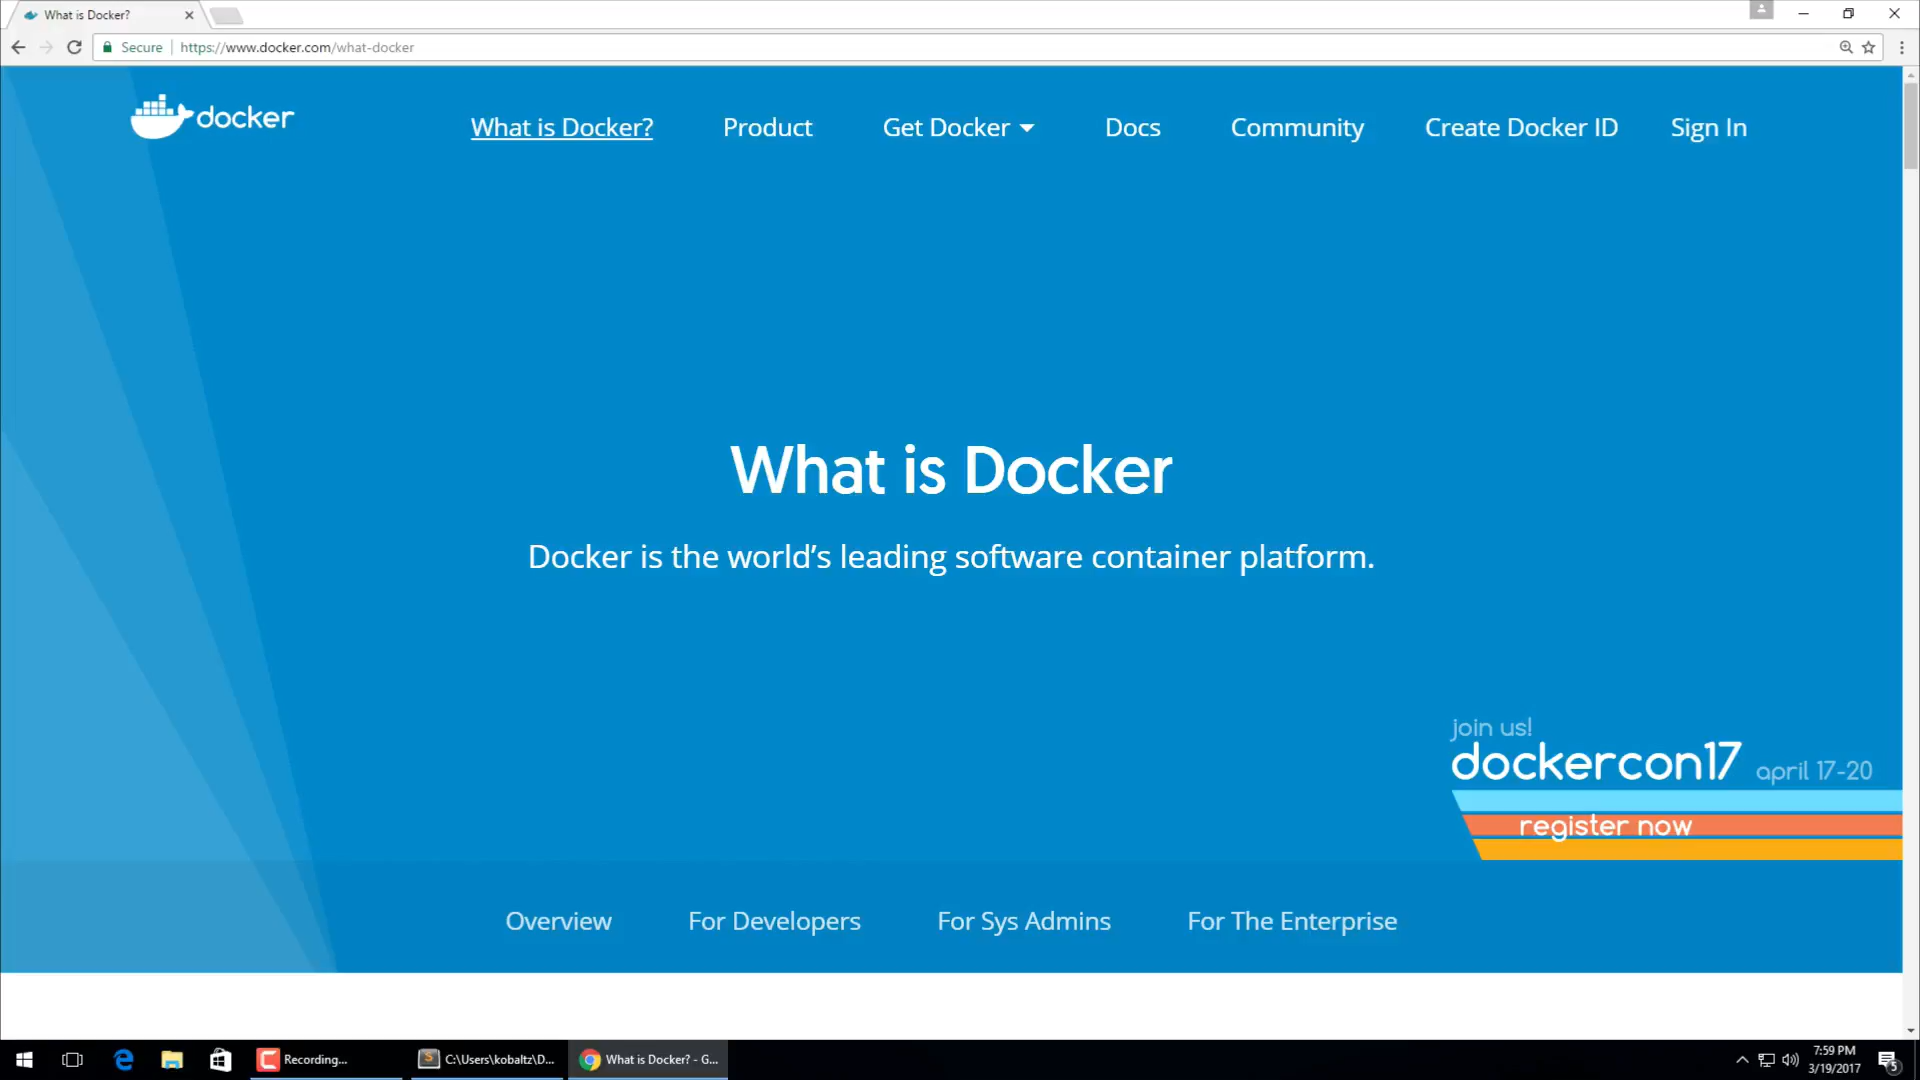 What is Docker?
Secure https://www.docker.com/what-docker
docker
What is Docker? Product Get Docker Docs Community Create Docker ID Sign In
What is Docker
Docker is the world’s leading software container platform.
join us!
dockercon17 april 17-20
register now
Overview For Developers For Sys Admins For The Enterprise
Recording... C:\Users\kobaltz\D... What is Docker? - G... 7:59 PM
3/19/2017 5